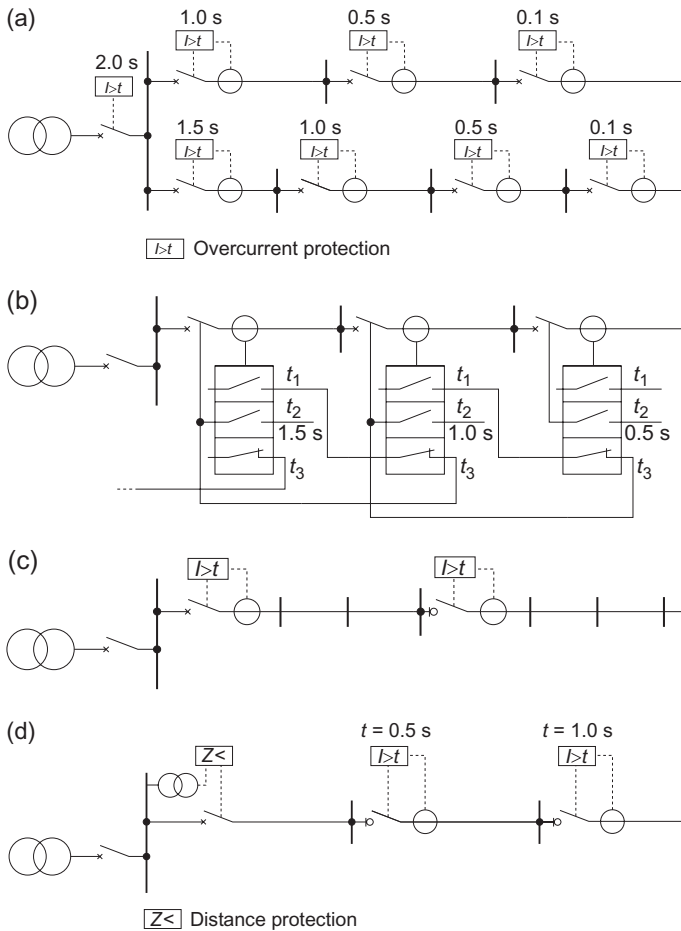 (a)
1.0 s 0.5 s 0.1 s
I>t I>t I>t
2.0 s
I>t
1.5 s 1.0 s 0.5 s 0.1 s
I>t I>t I>t I>t
I>t Overcurrent protection
(b)
t1 t1 t1
t2 t2 t2
1.5 s 1.0 s 0.5 s
t3 t3 t3
(c)
I>t I>t
(d)
t = 0.5 s t = 1.0 s
Z< I>t I>t
Z< Distance protection